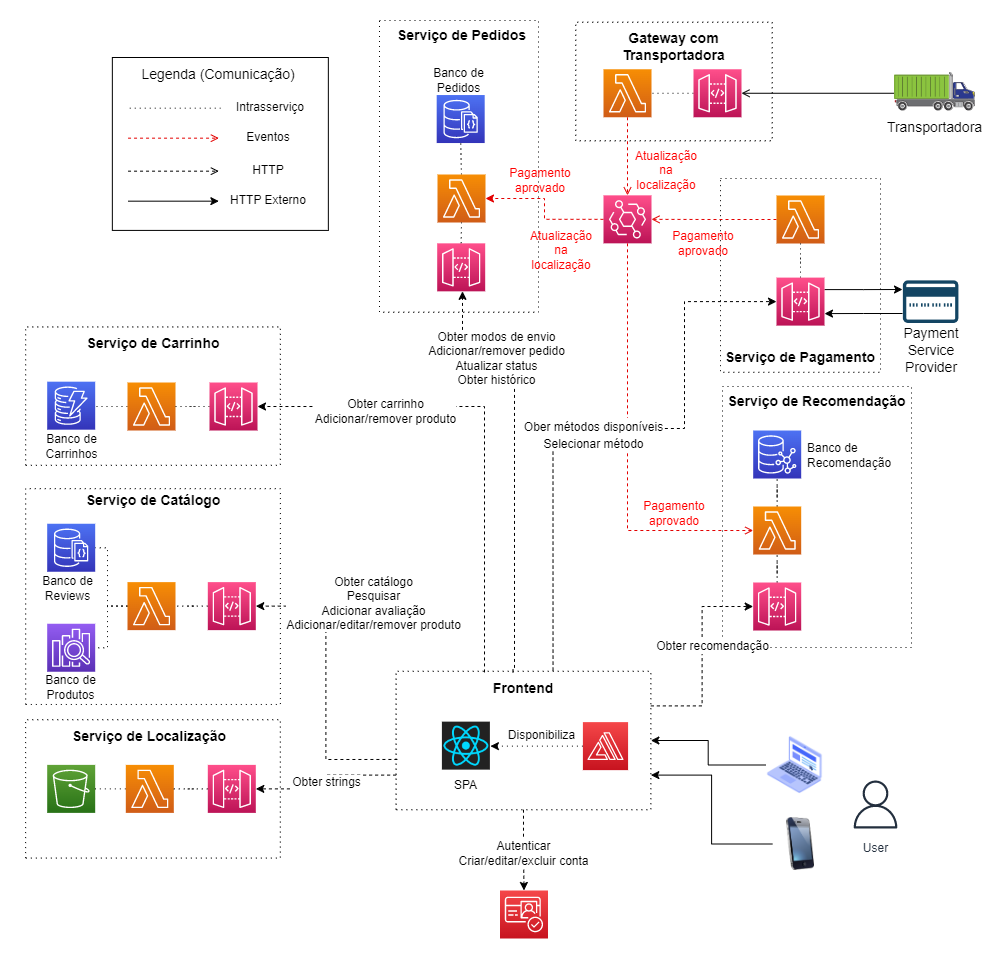 Serviço de Pedidos
Banco de
Pedidos
Gateway com
Transportadora
Transportadora
Legenda (Comunicação)
Intrasserviço
Eventos
HTTP
HTTP Externo
Atualização
na
localização
Pagamento
aprovado
Atualização
na
localização
Pagamento
aprovado
Serviço de Pagamento
Payment
Service
Provider
Obter modos de envio
Adicionar/remover pedido
Atualizar status
Obter histórico
Serviço de Carrinho
Banco de
Carrinhos
Obter carrinho
Adicionar/remover produto
Ober métodos disponíveis
Selecionar método
Serviço de Recomendação
Banco de
Recomendação
Pagamento
aprovado
Obter recomendação
Serviço de Catálogo
Banco de
Reviews
Banco de
Produtos
Obter catálogo
Pesquisar
Adicionar avaliação
Adicionar/editar/remover produto
Serviço de Localização
Obter strings
Frontend
Disponibiliza
SPA
User
Autenticar
Criar/editar/excluir conta